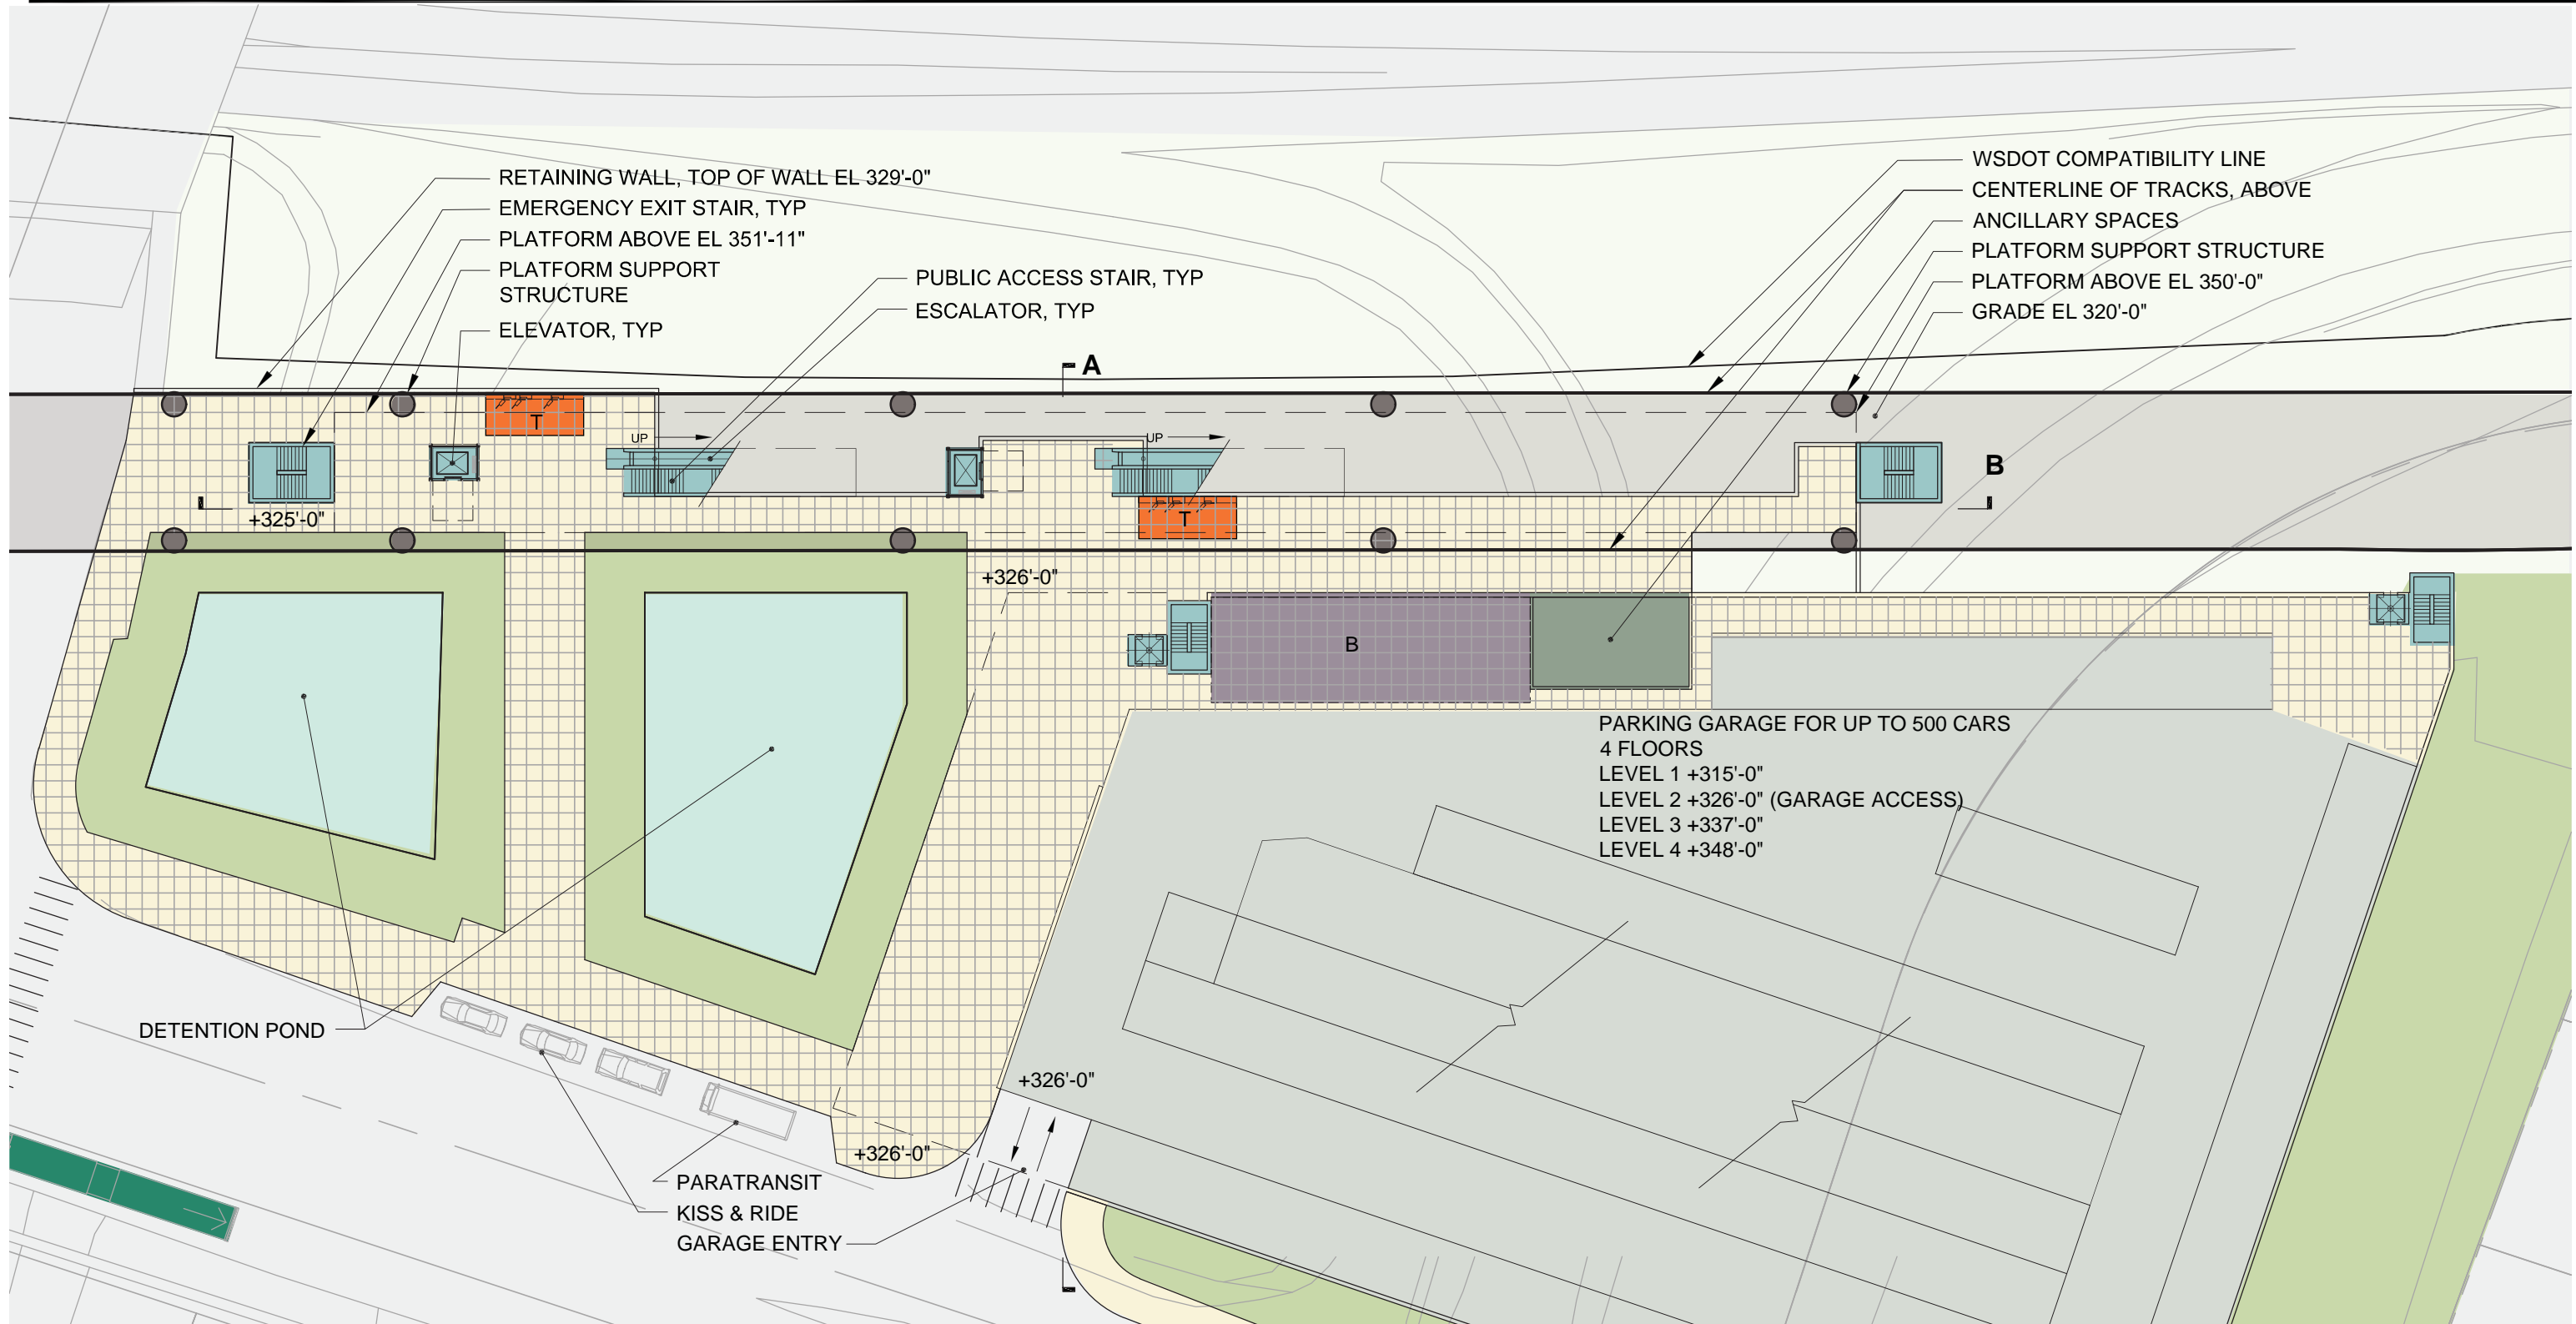 RETAINING WALL, TOP OF WALL EL 329'-0"
EMERGENCY EXIT STAIR, TYP
PLATFORM ABOVE EL 351'-11"
PLATFORM SUPPORT
STRUCTURE
ELEVATOR, TYP
PUBLIC ACCESS STAIR, TYP
ESCALATOR, TYP
WSDOT COMPATIBILITY LINE
CENTERLINE OF TRACKS, ABOVE
ANCILLARY SPACES
PLATFORM SUPPORT STRUCTURE
PLATFORM ABOVE EL 350'-0"
GRADE EL 320'-0"
A
T
UP
UP
B
+325'-0"
T
+326'-0"
B
PARKING GARAGE FOR UP TO 500 CARS
4 FLOORS
LEVEL 1 +315'-0"
LEVEL 2 +326'-0" (GARAGE ACCESS)
LEVEL 3 +337'-0"
LEVEL 4 +348'-0"
DETENTION POND
+326'-0"
+326'-0"
PARATRANSIT
KISS & RIDE
GARAGE ENTRY